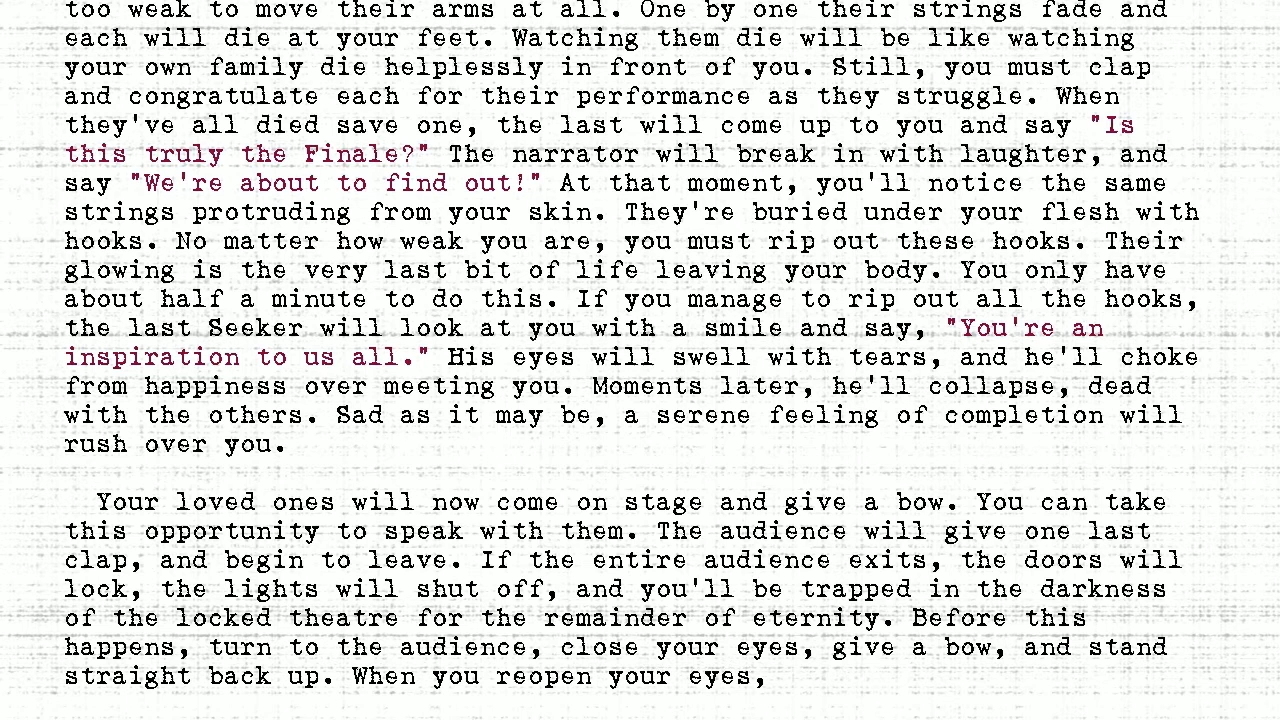 too weak to move their arms at all. One by one their strings fade and
each will die at your feet. Watching them die will be like watching
your own family die helplessly in front of you. Still, you must clap
and congratulate each for their performance as they struggle. When
they've all died save one, the last will come up to you and say "Is
this truly the Finale?" The narrator will break in with laughter, and
say "We're about to find out!" At that moment, you'll notice the same
strings protruding from your skin. They're buried under your flesh with
hooks. No matter how weak you are, you must rip out these hooks. Their
glowing is the very last bit of life leaving your body. You only have
about half a minute to do this. If you manage to rip out all the hooks,
the last Seeker will look at you with a smile and say, "You're an
inspiration to us all." His eyes will swell with tears, and he'll choke
from happiness over meeting you. Moments later, he'll collapse, dead
with the others. Sad as it may be, a serene feeling of completion will
rush over you.
Your loved ones will now come on stage and give a bow. You can take
this opportunity to speak with them. The audience will give one last
clap, and begin to leave. If the entire audience exits, the doors will
lock, the lights will shut off, and you'll be trapped in the darkness
of the locked theatre for the remainder of eternity. Before this
happens, turn to the audience, close your eyes, give a bow, and stand
straight back up. When you reopen your eyes,